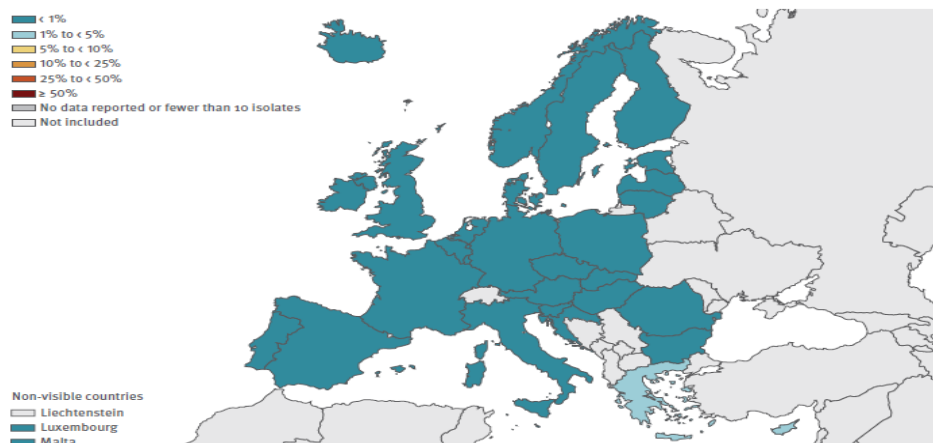 < 1%
1% to < 5%
5% to < 10%
10% to < 25%
25% to < 50%
≥ 50%
No data reported or fewer than 10 isolates
Not included
Non-visible countries
Liechtenstein
Luxembourg
Malta